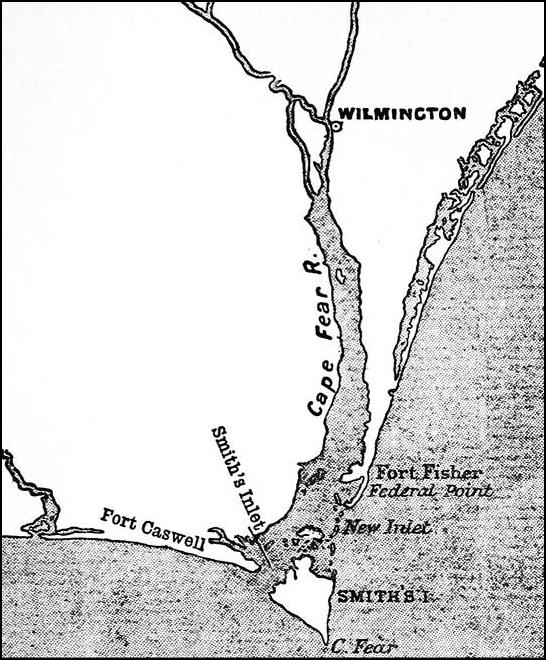 WILMINGTON
Cape Fear R.
Smith's Inlet
Fort Fisher
Federal Point
Fort Caswell
New Inlet
SMITH'S I.
C. Fear